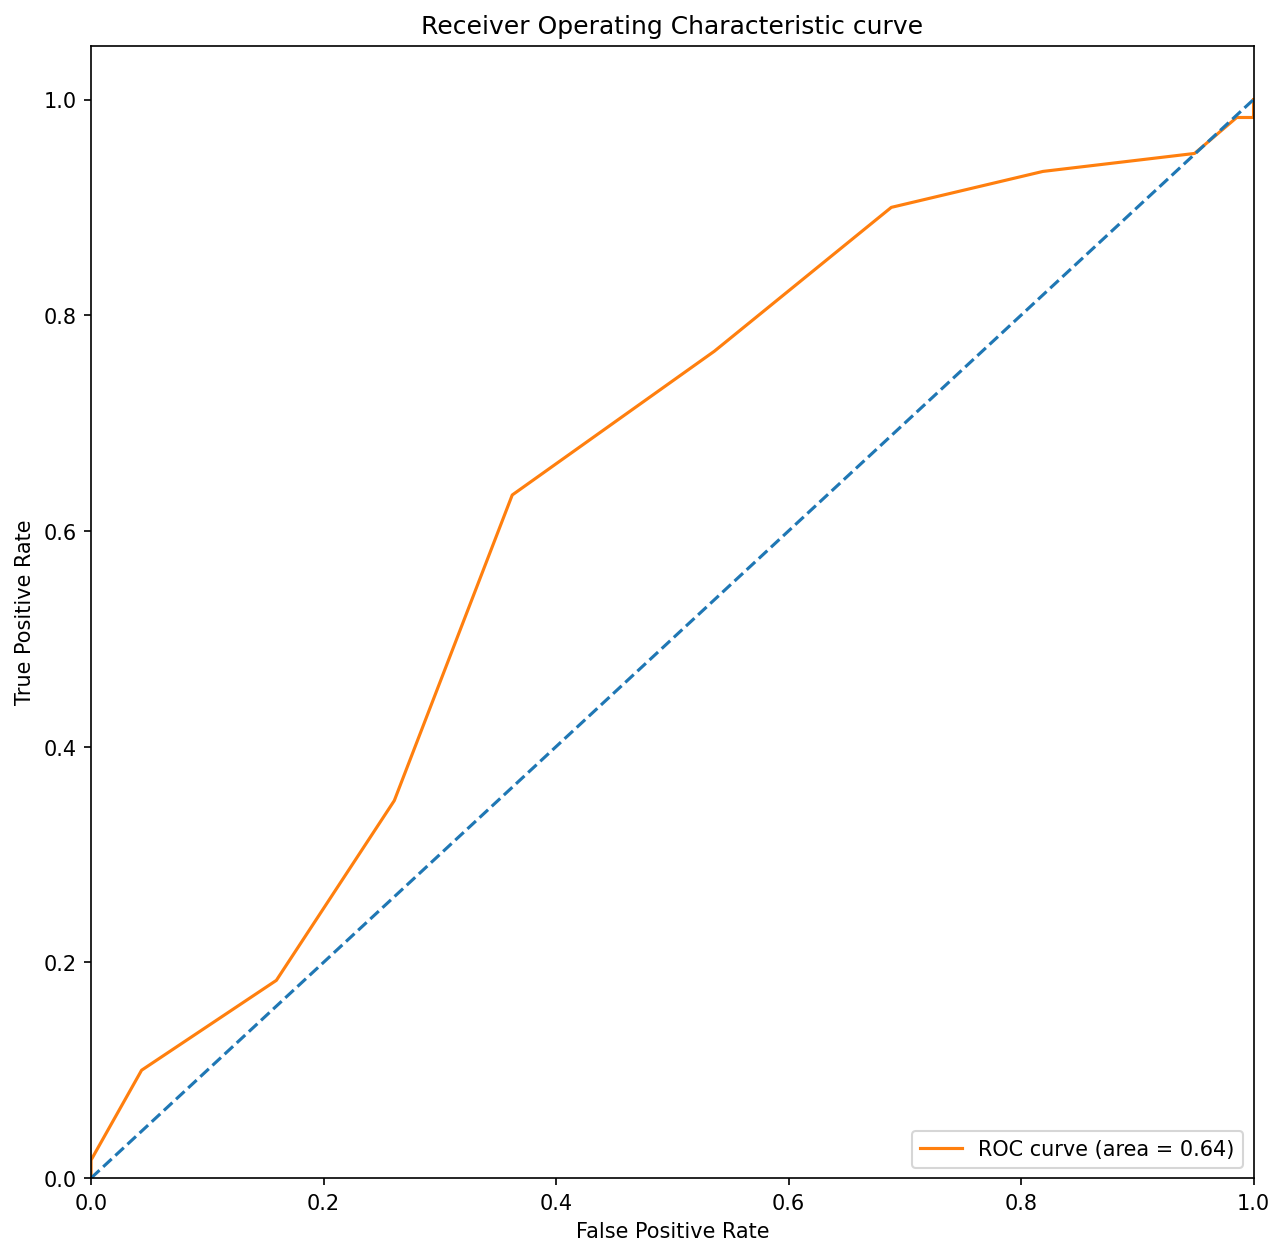 Receiver Operating Characteristic curve
1.0
0.8
0.6
0.4
0.2
0.0
True Positive Rate
ROC curve (area = 0.64)
0.0 0.2 0.4 0.6 0.8 1.0
False Positive Rate